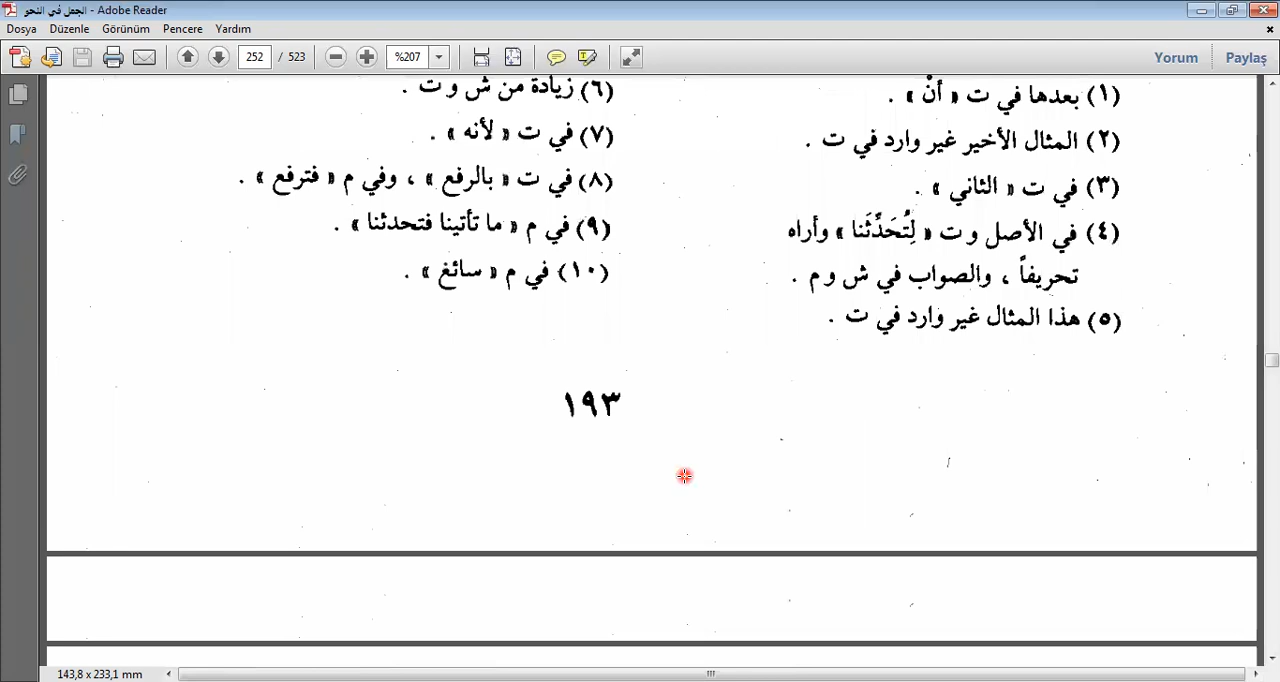 الجمل في النحو - Adobe Reader
Dosya Düzenle Görünüm Pencere Yardım
252 / 523 %207 Yorum Paylaş
(١) بعدها في ت « أنْ » .
(٢) المثال الأخير غير وارد في ت .
(٣) في ت « الثاني » .
(٤) في الأصل و ت « لِتُحَدِّثَنا » وأراه
تحريفاً ، والصواب في ش و م .
(٥) هذا المثال غير وارد في ت .
(٦) زيادة من ش و ت .
(٧) في ت « لأنه » .
(٨) في ت « بالرفع » ، وفي م « فترفع » .
(٩) في م « ما تأتينا فتحدثنا » .
(١٠) في م « سائغ » .
١٩٣
143,8 x 233,1 mm